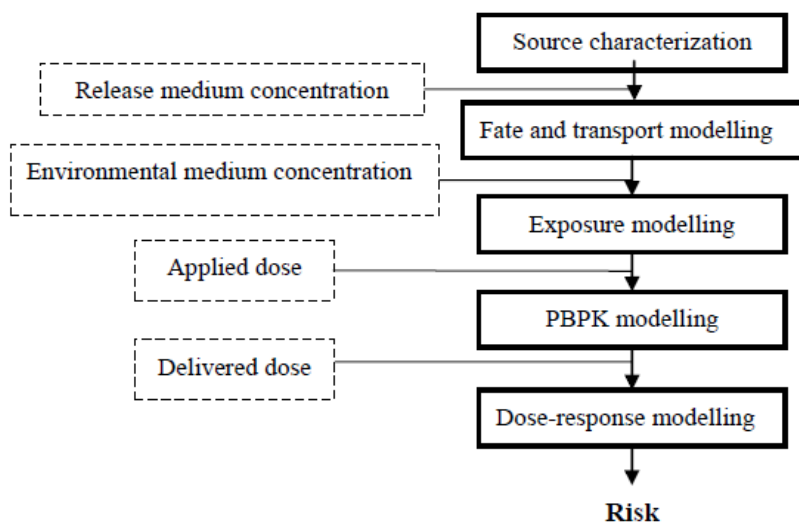 Source characterization
Release medium concentration
Fate and transport modelling
Environmental medium concentration
Exposure modelling
Applied dose
PBPK modelling
Delivered dose
Dose-response modelling
Risk